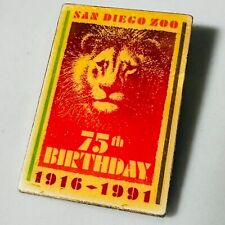 SAN DIEGO ZOO
75th
BIRTHDAY
1916-1991